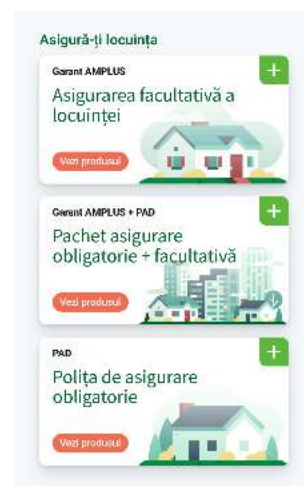 Asigură-ți locuința
Garant AMPLUS
Asigurarea facultativă a
locuinței
Vezi produsul
Garant AMPLUS + PAD
Pachet asigurare
obligatorie + facultativă
Vezi produsul
PAD
Polița de asigurare
obligatorie
Vezi produsul